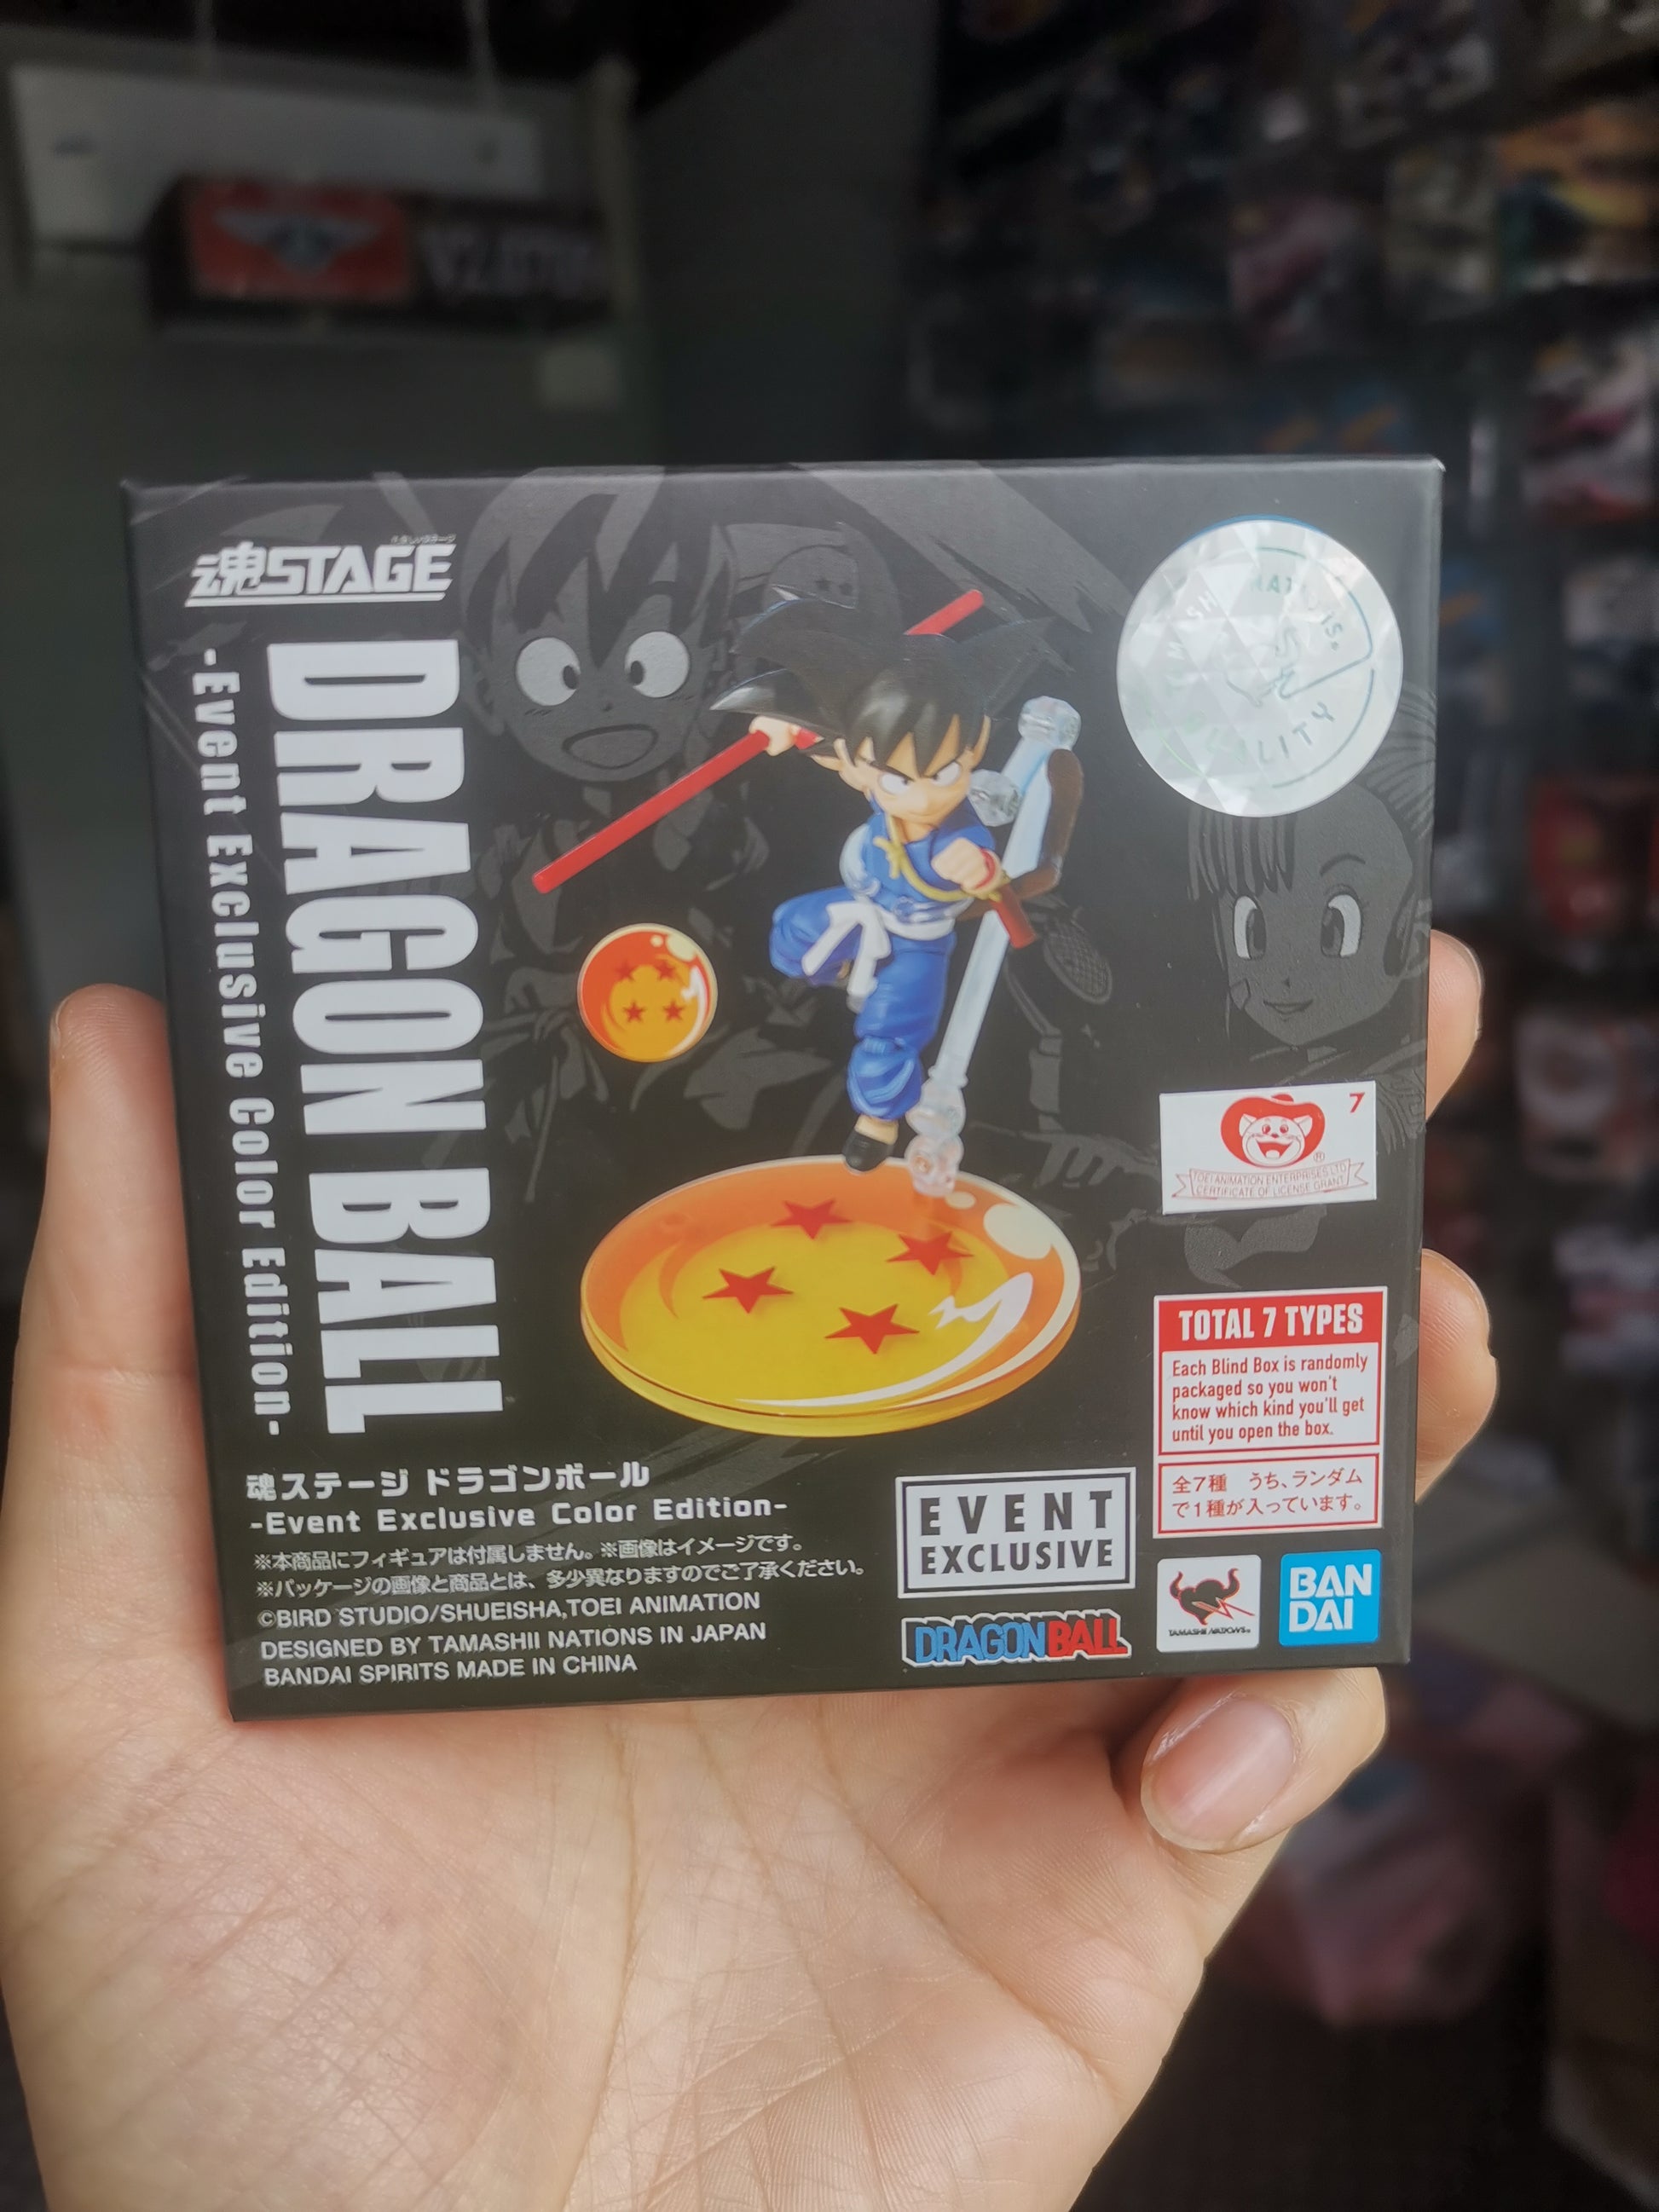 魂STAGE
DRAGON BALL
-Event Exclusive Color Edition-
7
TOEI ANIMATION ENTERPRISES LTD
CERTIFICATE OF LICENSE GRANT
TOTAL 7 TYPES
Each Blind Box is randomly
packaged so you won't
know which kind you'll get
until you open the box.
全7種 うち、ランダム
で1種が入っています。
魂ステージ ドラゴンボール
-Event Exclusive Color Edition-
※本商品にフィギュアは付属しません。※画像はイメージです。
※パッケージの画像と商品とは、多少異なりますのでご了承ください。
©BIRD STUDIO/SHUEISHA,TOEI ANIMATION
DESIGNED BY TAMASHII NATIONS IN JAPAN
BANDAI SPIRITS MADE IN CHINA
EVENT
EXCLUSIVE
DRAGONBALL
TAMASHII NATIONS
BAN
DAI